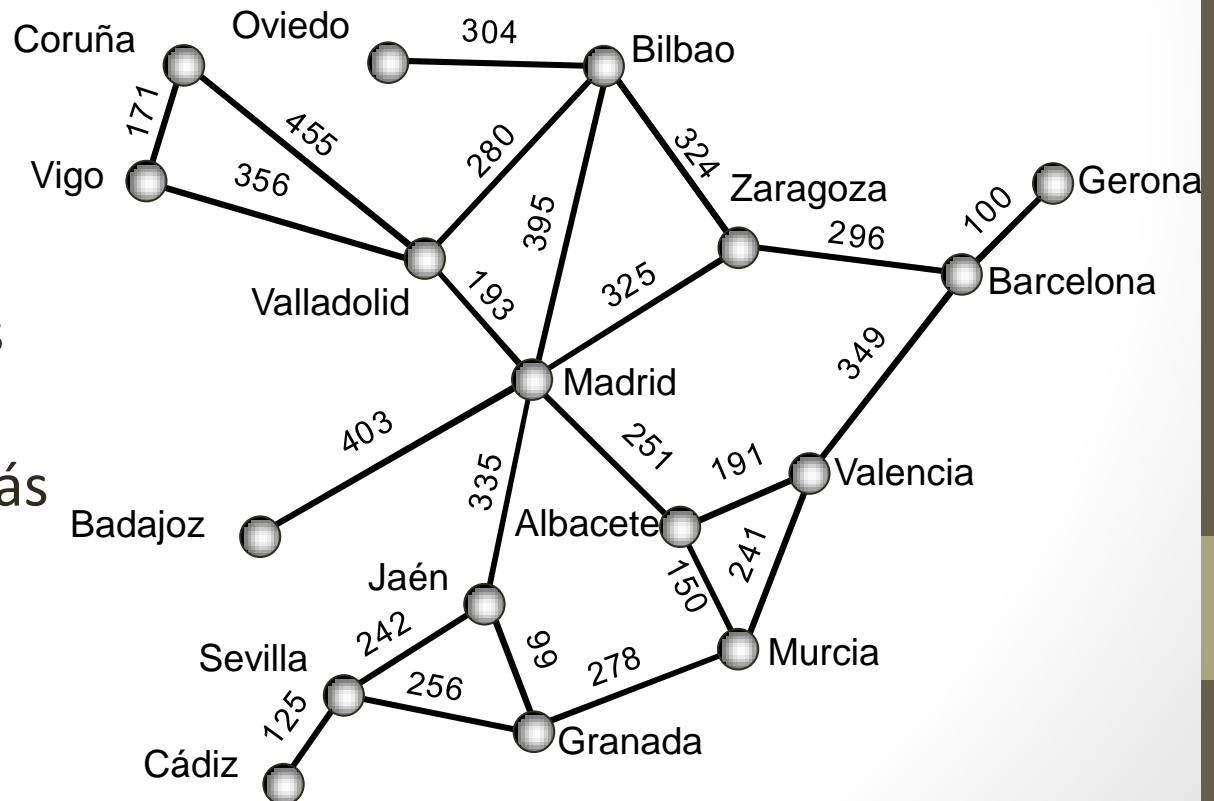 Oviedo
304
Bilbao
Coruña
171
455
280
324
Vigo
356
395
Zaragoza
Gerona
100
296
Barcelona
Valladolid
193
325
s
349
Madrid
403
251
191
Valencia
ás
335
Badajoz
Albacete
241
Jaén
150
242
99
Sevilla
256
278
Murcia
125
Granada
Cádiz